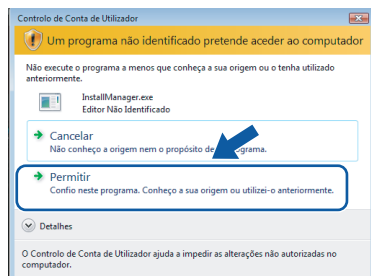 Controlo de Conta de Utilizador
Um programa não identificado pretende aceder ao computador
Não execute o programa a menos que conheça a sua origem ou o tenha utilizado
anteriormente.
InstallManager.exe
Editor Não Identificado
Cancelar
Não conheço a origem nem o propósito de programa.
Permitir
Confio neste programa. Conheço a sua origem ou utilizei-o anteriormente.
Detalhes
O Controlo de Conta de Utilizador ajuda a impedir as alterações não autorizadas no
computador.